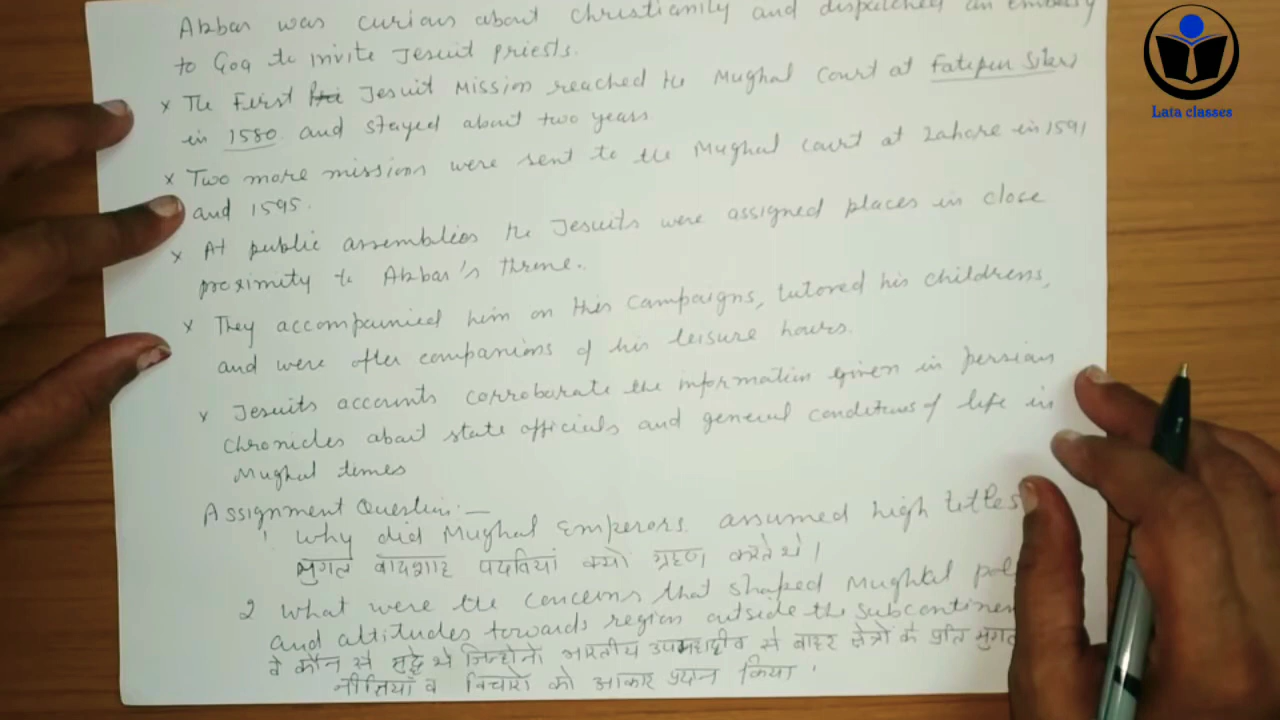 Akbar was curious about christianity and dispatched an embassy
to Goa to invite Jesuit priests.
x The First Jesuit Mission reached the Mughal Court at Fatepur Sikri
in 1580 and stayed about two years
x Two more missions were sent to the Mughal court at Lahore in 1591
and 1595.
x At public assemblies the Jesuits were assigned places in close
proximity to Akbar's throne.
x They accompanied him on this campaigns, tutored his childrens,
and were often companions of his leisure hours.
x Jesuits accounts corroborate the information given in persian
chronicles about state officials and general conditions of life in
Mughal times
Assignment Question:-
1 Why did Mughal Emperors assumed high titles
मुगल बादशाह पदवियां क्यों ग्रहण करते थे।
2 What were the concerns that shaped Mughal
and attitudes towards region outside the subcontinen
वे कौन से मुद्दे थे जिन्होने भारतीय उपमहाद्वीप से बाहर क्षेत्रों के प्रति मुगल
नीतियां व विचारों को आकार प्रदान किया।
Lata classes